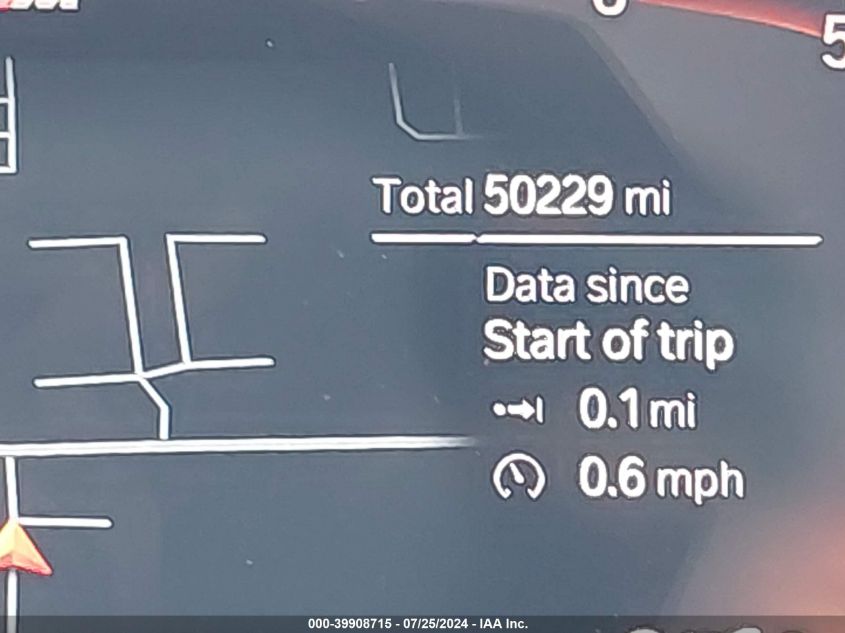 Total 50229 mi
Data since
Start of trip
0.1 mi
0.6 mph
000-39908715 - 07/25/2024 - IAA Inc.